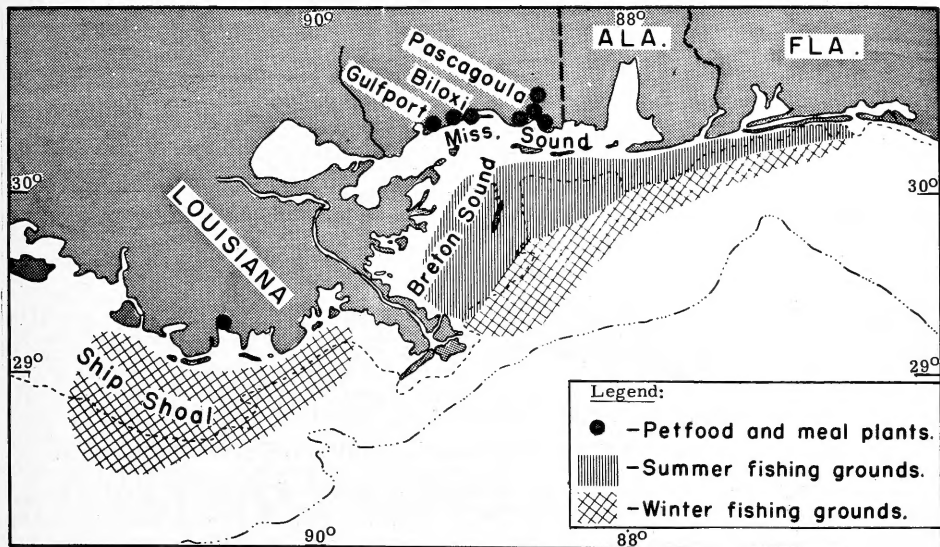 90°
88°
ALA.
FLA.
Pascagoula
Biloxi
Gulfport
Miss. Sound
30°
30°
Breton Sound
LOUISIANA
29°
29°
Ship Shoal
Legend:
-Petfood and meal plants.
-Summer fishing grounds.
-Winter fishing grounds.
90°
88°